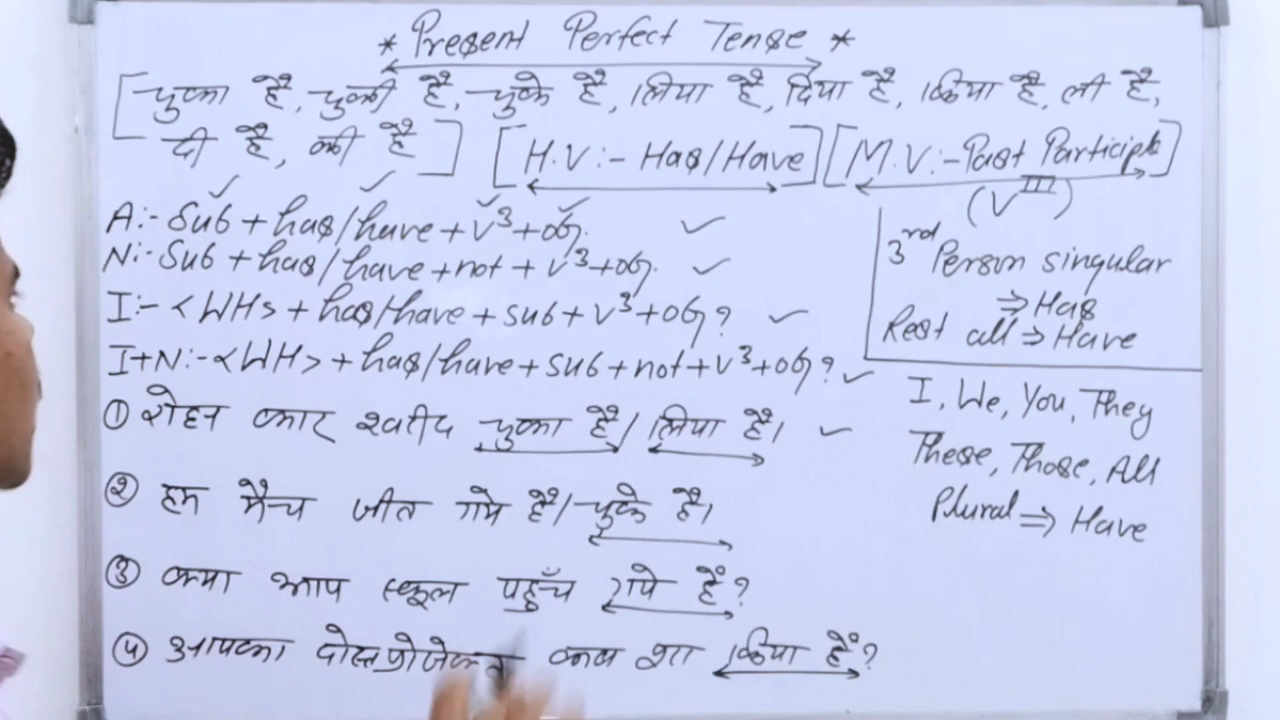 * Present Perfect Tense *
[चुका है, चुकी है, चुके है, लिया है, दिया है, किया है, ली है,
दी है, की है] [H.V:- Has/Have] [M.V:- Past Participle]
(V III)
A:- Sub + has/have + v³ + obj.
N:- Sub + has/have + not + v³ + obj.
I:- <WH> + has/have + sub + v³ + obj?
I+N:- <WH> + has/have + sub + not + v³ + obj?
3rd Person singular
⇒ Has
Rest all ⇒ Have
I, We, You, They
These, Those, All
Plural ⇒ Have
① रोहन कार खरीद चुका है/ लिया है।
② हम मैच जीत गये है/ चुके है।
③ क्या आप स्कूल पहुँच गये हैं?
④ आपका दोस्त प्रोजेक्ट कब किया हैं?